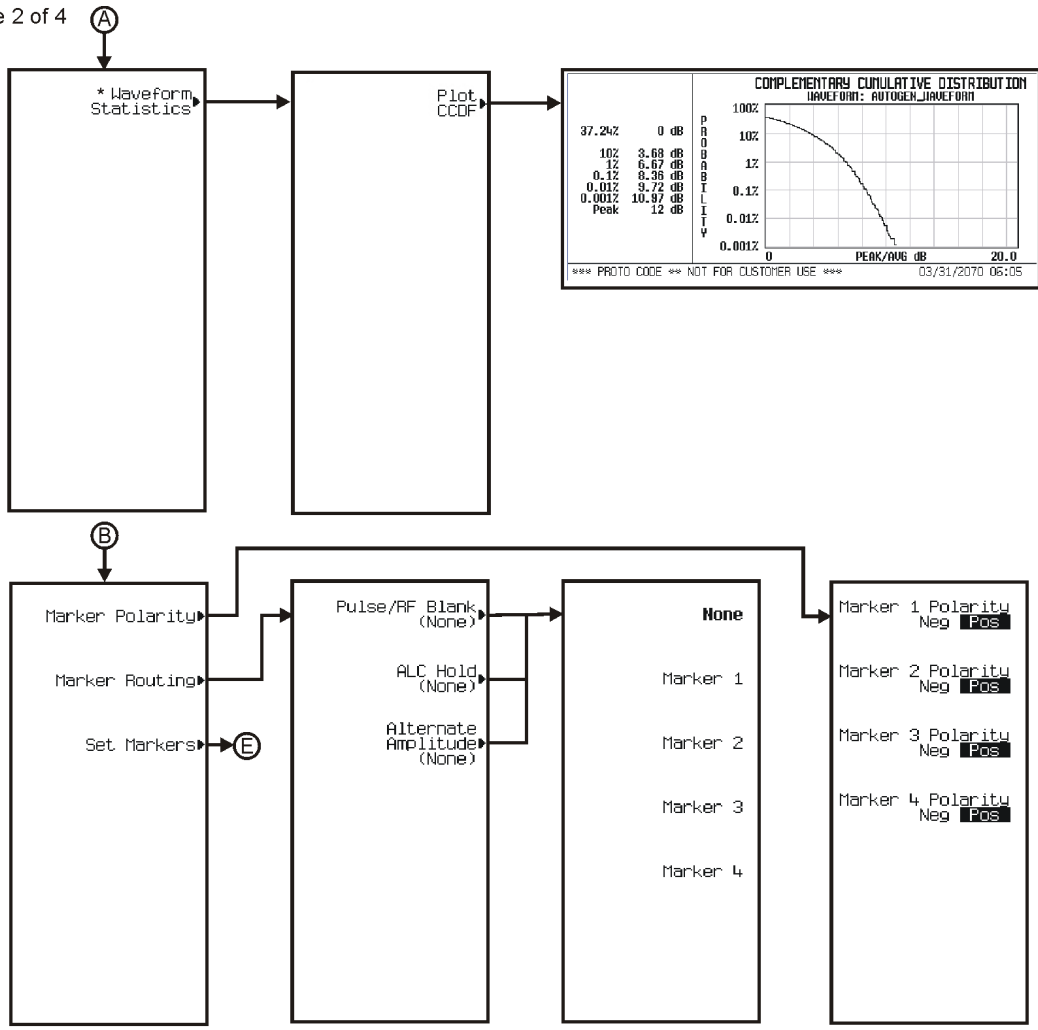 e 2 of 4
A
* Waveform
Statistics
Plot
CCDF
COMPLEMENTARY CUMULATIVE DISTRIBUTION
WAVEFORM: AUTOGEN_WAVEFORM
37.24% 0 dB
10% 3.68 dB
1% 6.67 dB
0.1% 8.36 dB
0.01% 9.72 dB
0.001% 10.97 dB
Peak 12 dB
PROBABILITY
100%
10%
1%
0.1%
0.01%
0.001%
0 PEAK/AVG dB 20.0
*** PROTO CODE ** NOT FOR CUSTOMER USE *** 03/31/2070 06:05
B
Marker Polarity
Marker Routing
Set Markers
E
Pulse/RF Blank
(None)
ALC Hold
(None)
Alternate
Amplitude
(None)
None
Marker 1
Marker 2
Marker 3
Marker 4
Marker 1 Polarity
Neg Pos
Marker 2 Polarity
Neg Pos
Marker 3 Polarity
Neg Pos
Marker 4 Polarity
Neg Pos